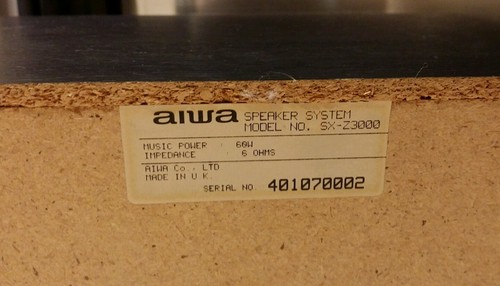 aiwa SPEAKER SYSTEM
MODEL NO. SX-Z3000
MUSIC POWER : 60W
IMPEDANCE : 6 OHMS
AIWA Co., LTD
MADE IN U K
SERIAL NO. 401070002